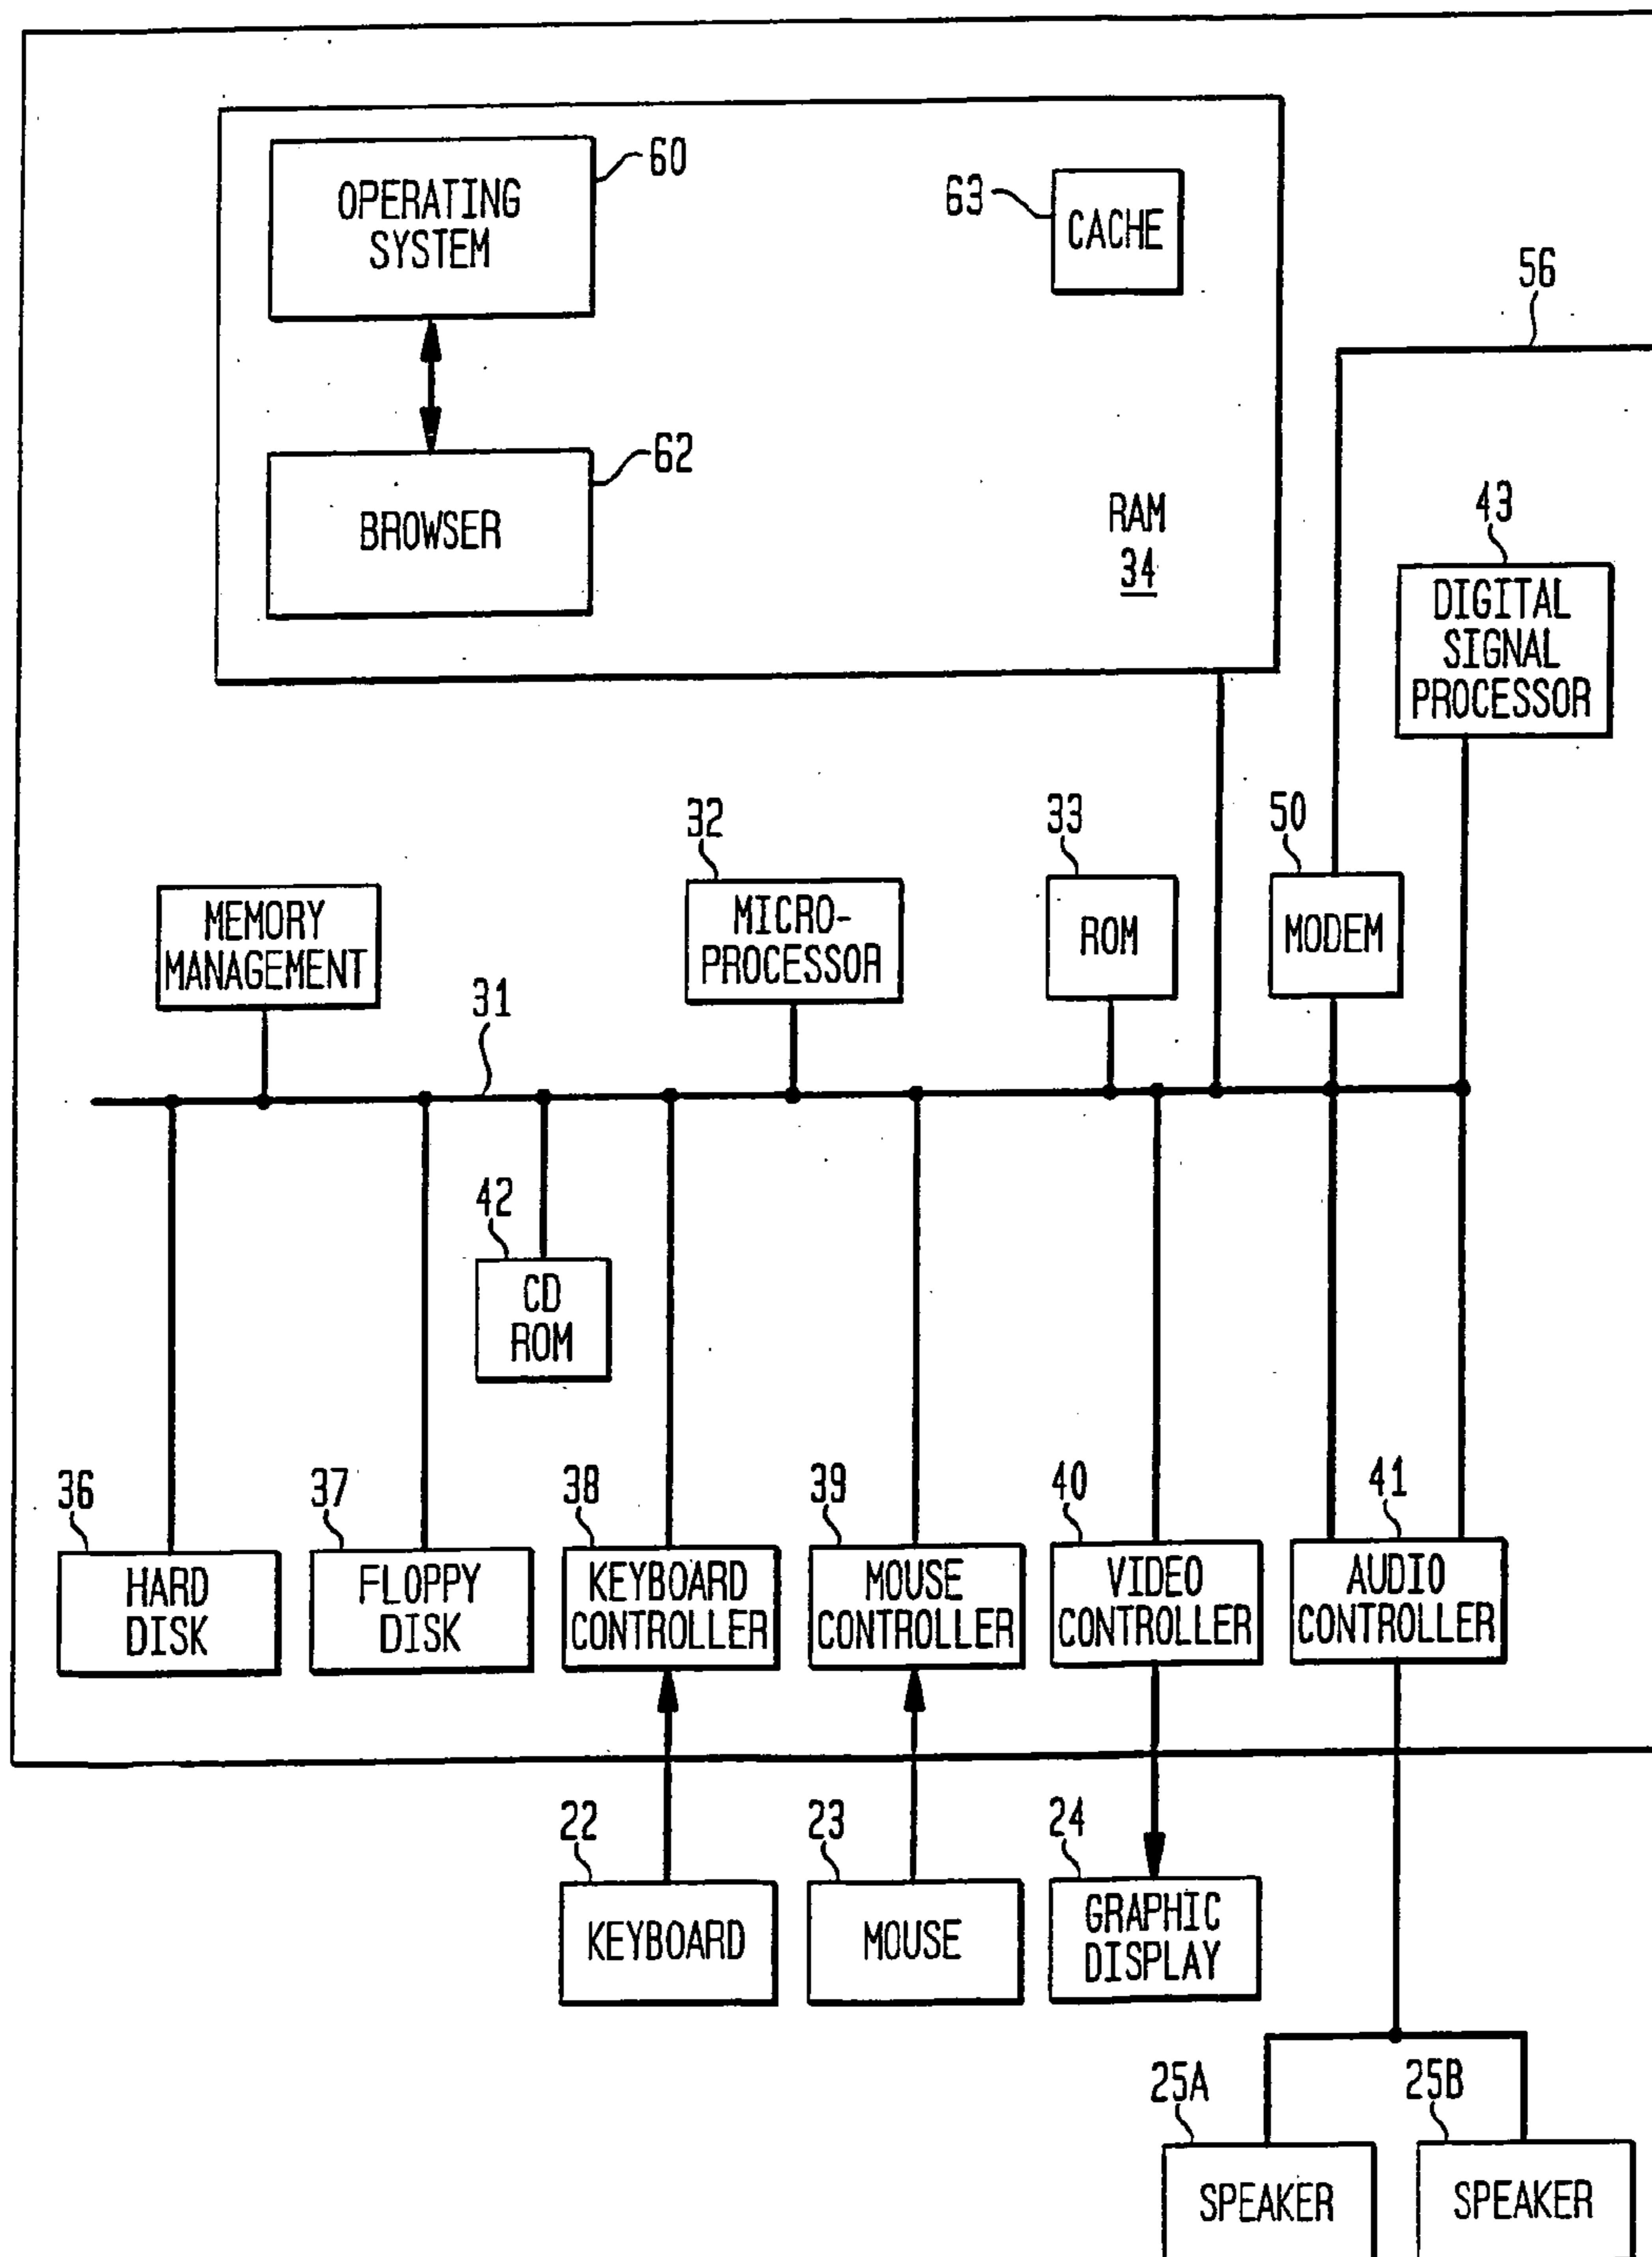 60
OPERATING
SYSTEM
63
CACHE
56
62
BROWSER
RAM
34
43
DIGITAL
SIGNAL
PROCESSOR
32
33
50
MEMORY
MANAGEMENT
MICRO-
PROCESSOR
ROM
MODEM
31
42
CD
ROM
36
37
38
39
40
41
HARD
DISK
FLOPPY
DISK
KEYBOARD
CONTROLLER
MOUSE
CONTROLLER
VIDEO
CONTROLLER
AUDIO
CONTROLLER
22
23
24
KEYBOARD
MOUSE
GRAPHIC
DISPLAY
25A
25B
SPEAKER
SPEAKER